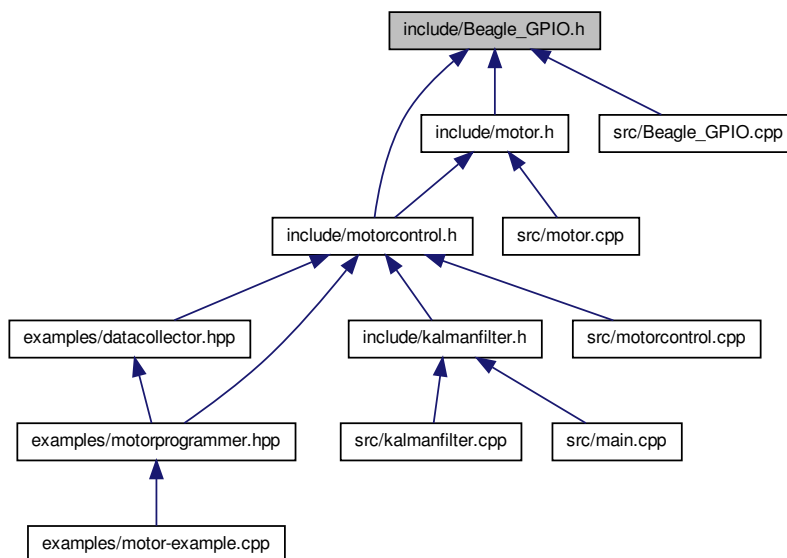 include/Beagle_GPIO.h
include/motor.h
src/Beagle_GPIO.cpp
include/motorcontrol.h
src/motor.cpp
examples/datacollector.hpp
include/kalmanfilter.h
src/motorcontrol.cpp
examples/motorprogrammer.hpp
src/kalmanfilter.cpp
src/main.cpp
examples/motor-example.cpp